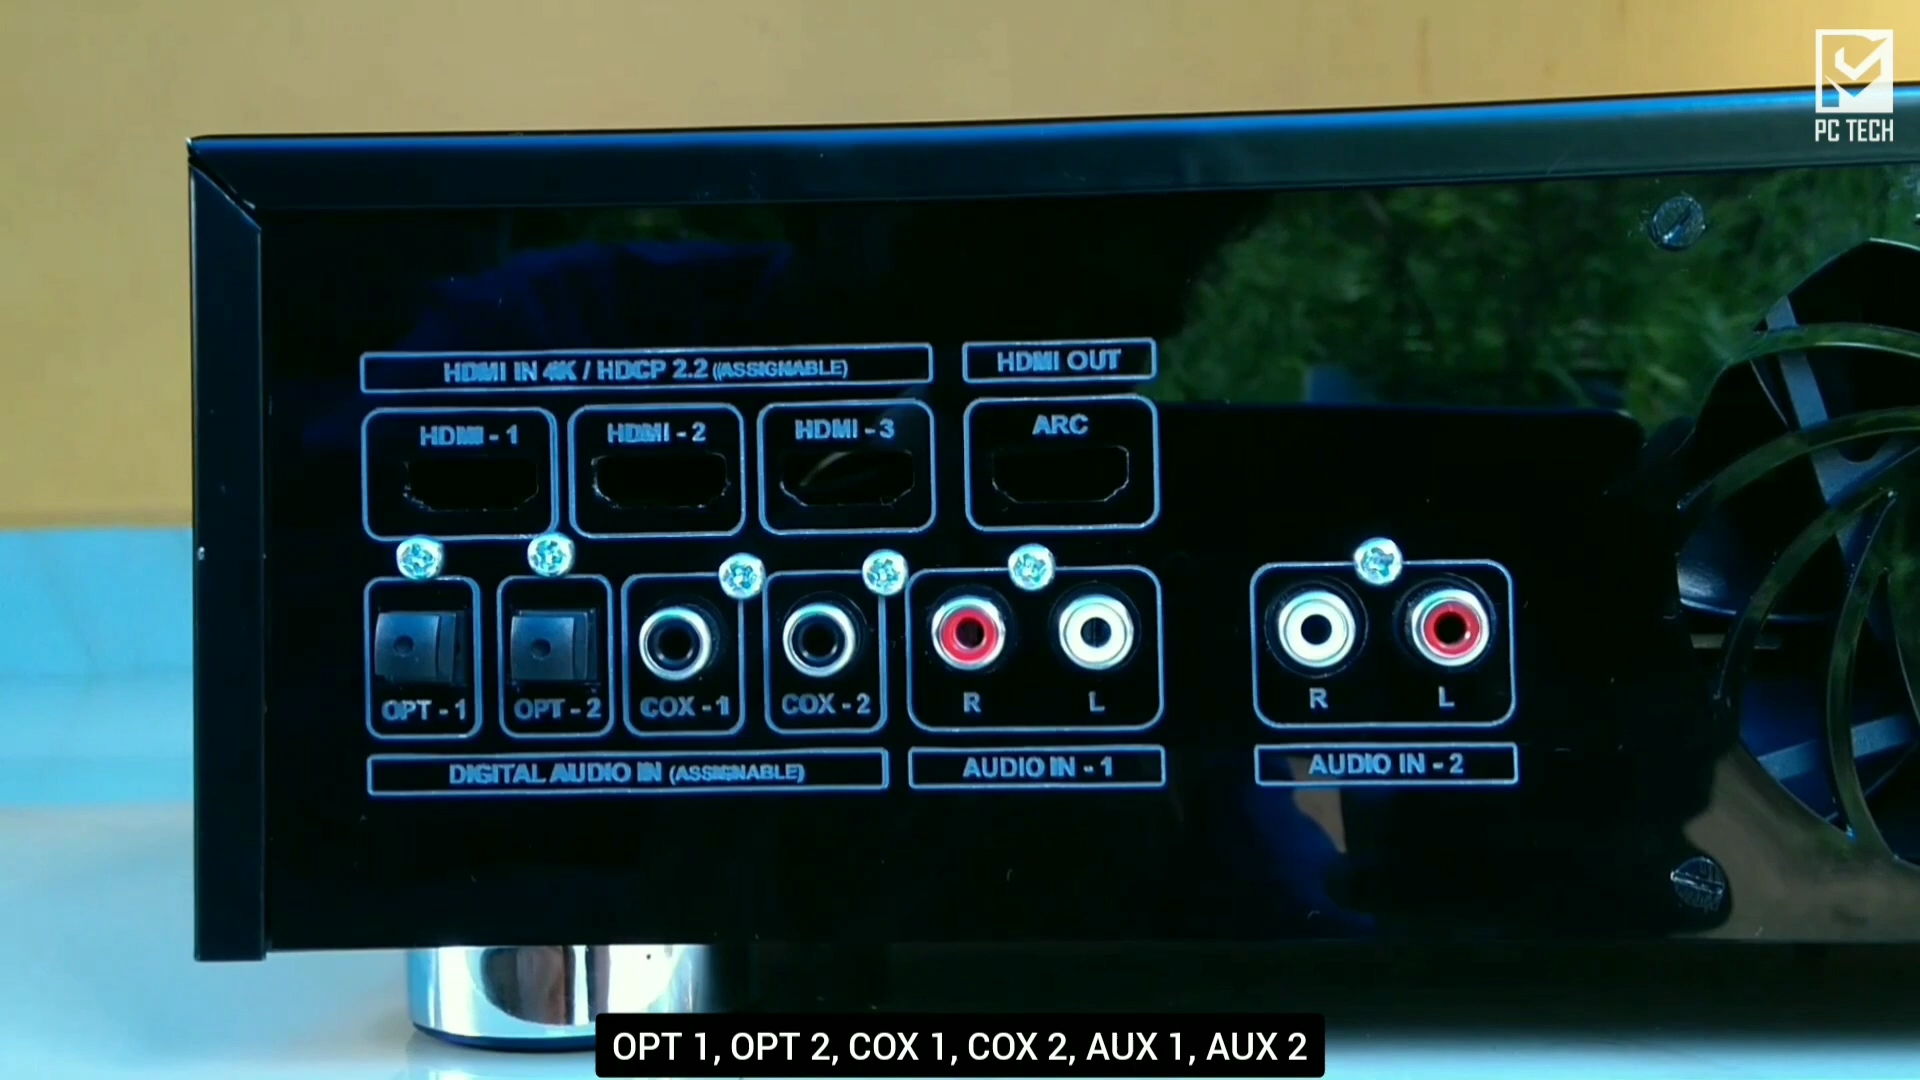 PC TECH
HDMI IN 4K / HDCP 2.2 ((ASSIGNABLE)
HDMI OUT
HDMI - 1
HDMI - 2
HDMI - 3
ARC
OPT - 1
OPT - 2
COX - 1
COX - 2
R
L
R
L
DIGITAL AUDIO IN (ASSIGNABLE)
AUDIO IN - 1
AUDIO IN - 2
OPT 1, OPT 2, COX 1, COX 2, AUX 1, AUX 2